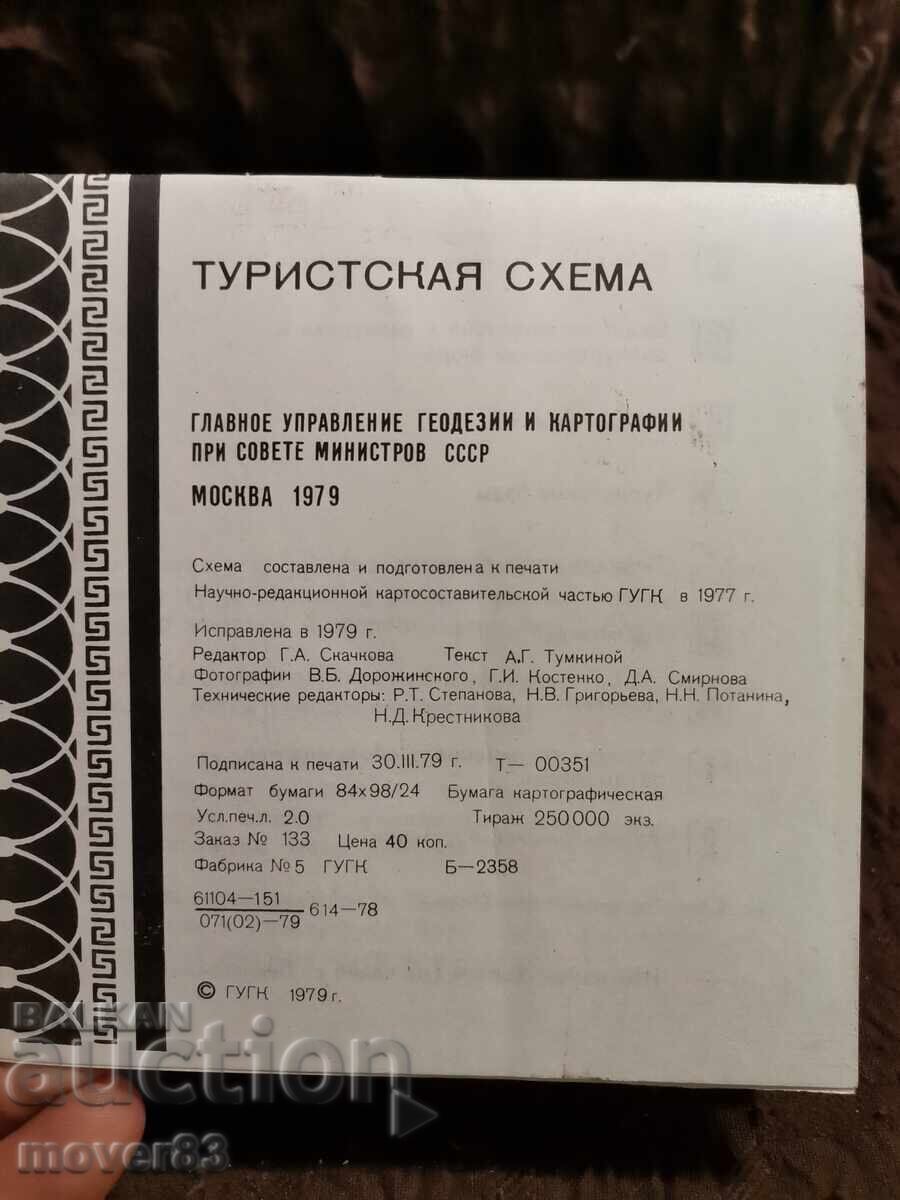 ТУРИСТСКАЯ СХЕМА
ГЛАВНОЕ УПРАВЛЕНИЕ ГЕОДЕЗИИ И КАРТОГРАФИИ
ПРИ СОВЕТЕ МИНИСТРОВ СССР
МОСКВА 1979
Схема составлена и подготовлена к печати
Научно-редакционной картосоставительской частью ГУГК в 1977 г.
Исправлена в 1979 г.
Редактор Г.А. Скачкова Текст А.Г. Тумкиной
Фотографии В.Б. Дорожинского, Г.И. Костенко, Д.А. Смирнова
Технические редакторы: Р.Т. Степанова, Н.В. Григорьева, Н.Н. Потанина,
Н.Д. Крестникова
Подписана к печати 30.III.79 г. Т— 00351
Формат бумаги 84х98/24 Бумага картографическая
Усл.печ.л. 2.0 Тираж 250000 экз.
Заказ № 133 Цена 40 коп.
Фабрика №5 ГУГК Б—2358
61104—151
071(02)—79 614—78
© ГУГК 1979 г.
BALKAN
auction
mover83